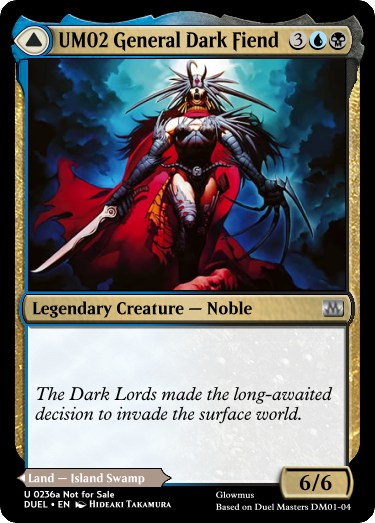 UM02 General Dark Fiend 3
Legendary Creature — Noble
The Dark Lords made the long-awaited
decision to invade the surface world.
Land — Island Swamp
6/6
U 0236a Not for Sale
DUEL • EN Hideaki Takamura
Glowmus
Based on Duel Masters DM01-04